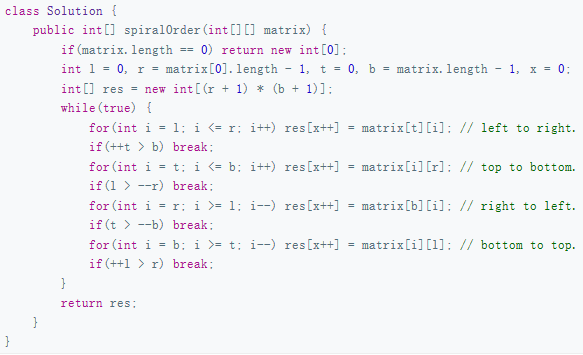 class Solution {
    public int[] spiralOrder(int[][] matrix) {
        if(matrix.length == 0) return new int[0];
        int l = 0, r = matrix[0].length - 1, t = 0, b = matrix.length - 1, x = 0;
        int[] res = new int[(r + 1) * (b + 1)];
        while(true) {
            for(int i = l; i <= r; i++) res[x++] = matrix[t][i]; // left to right.
            if(++t > b) break;
            for(int i = t; i <= b; i++) res[x++] = matrix[i][r]; // top to bottom.
            if(l > --r) break;
            for(int i = r; i >= l; i--) res[x++] = matrix[b][i]; // right to left.
            if(t > --b) break;
            for(int i = b; i >= t; i--) res[x++] = matrix[i][l]; // bottom to top.
            if(++l > r) break;
        }
        return res;
    }
}